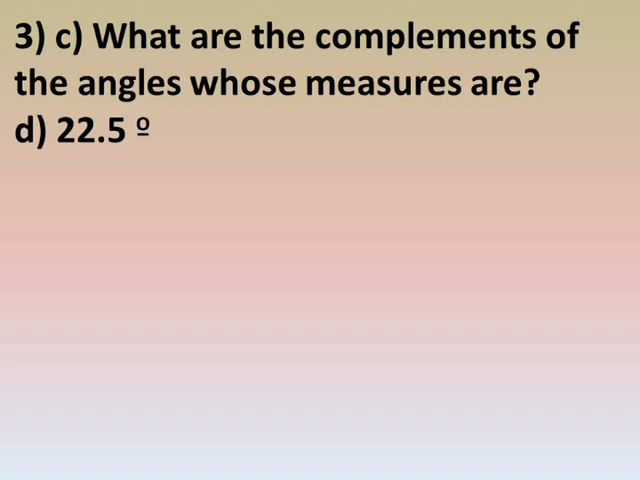 3) c) What are the complements of
the angles whose measures are?
d) 22.5 º